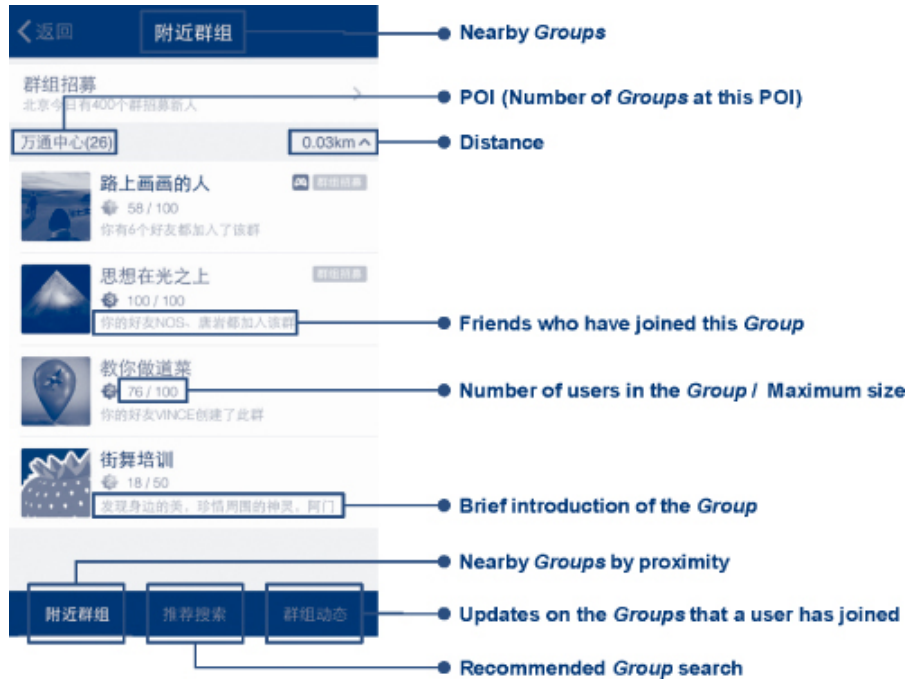 返回
附近群组
Nearby Groups
群组招募
北京今日有400个群招募新人
POI (Number of Groups at this POI)
万通中心(26)
0.03km
Distance
路上画画的人
群组招募
58 / 100
你有6个好友都加入了该群
思想在光之上
群组招募
100 / 100
你的好友NOS、唐岩都加入该群
Friends who have joined this Group
教你做道菜
76 / 100
Number of users in the Group / Maximum size
你的好友VINCE创建了此群
街舞培训
18 / 50
发现身边的美，珍惜周围的神灵，阿门
Brief introduction of the Group
Nearby Groups by proximity
附近群组
推荐搜索
群组动态
Updates on the Groups that a user has joined
Recommended Group search